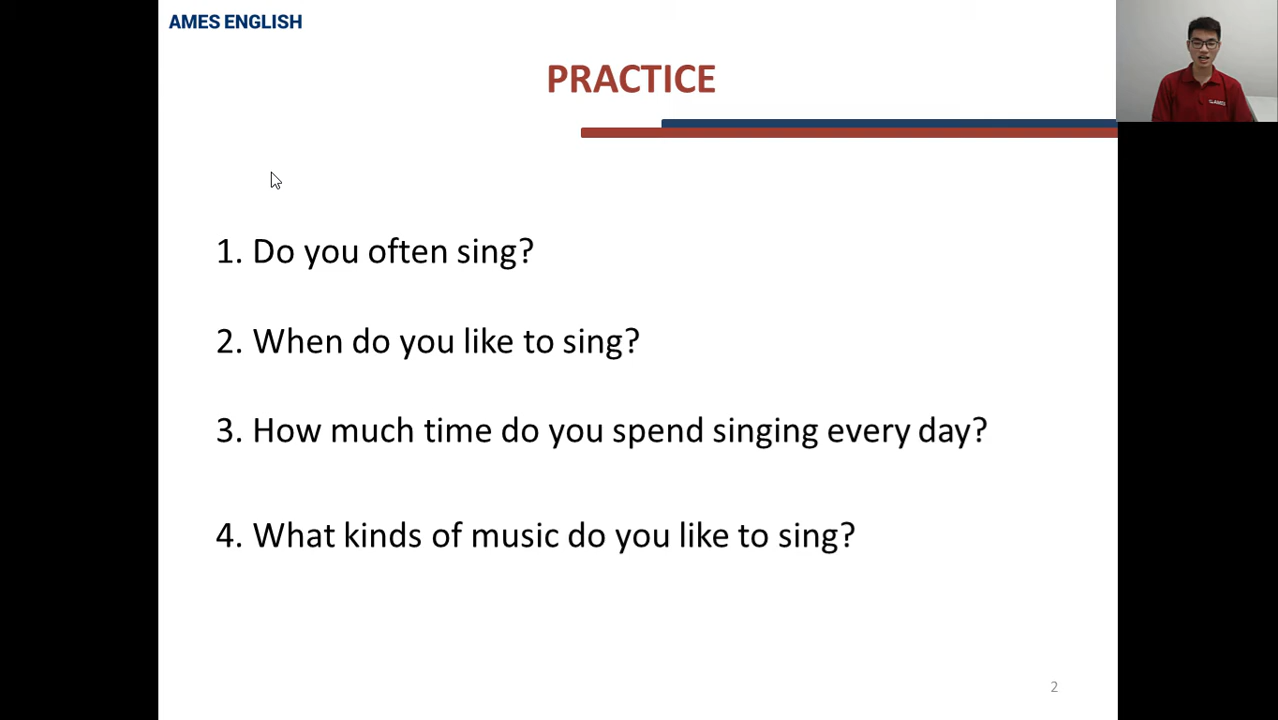 AMES ENGLISH
PRACTICE
1. Do you often sing?
2. When do you like to sing?
3. How much time do you spend singing every day?
4. What kinds of music do you like to sing?
2